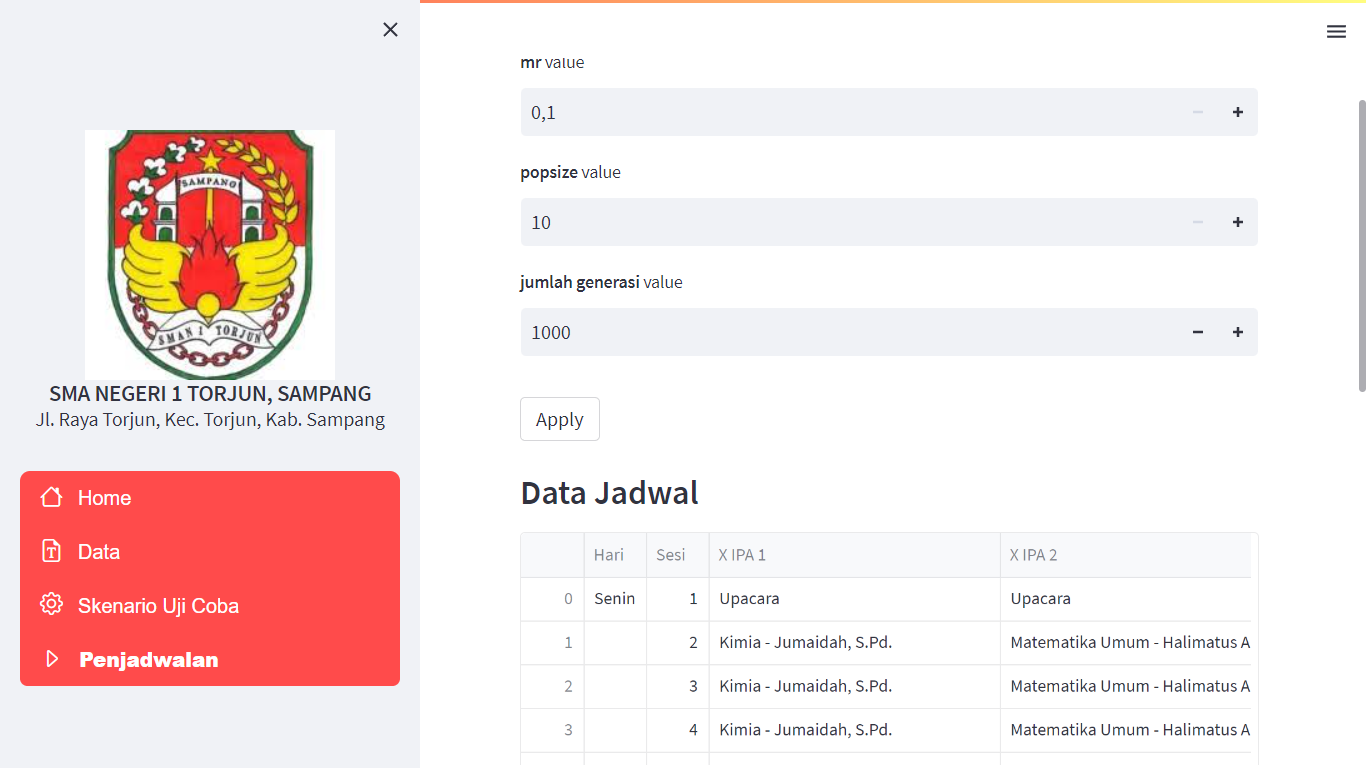 SAMPANG
SMAN 1 TORJUN
SMA NEGERI 1 TORJUN, SAMPANG
Jl. Raya Torjun, Kec. Torjun, Kab. Sampang
Home
Data
Skenario Uji Coba
Penjadwalan
mr value
0,1
popsize value
10
jumlah generasi value
1000
Apply
Data Jadwal
Hari Sesi X IPA 1 X IPA 2
0 Senin 1 Upacara Upacara
1 2 Kimia - Jumaidah, S.Pd. Matematika Umum - Halimatus A
2 3 Kimia - Jumaidah, S.Pd. Matematika Umum - Halimatus A
3 4 Kimia - Jumaidah, S.Pd. Matematika Umum - Halimatus A